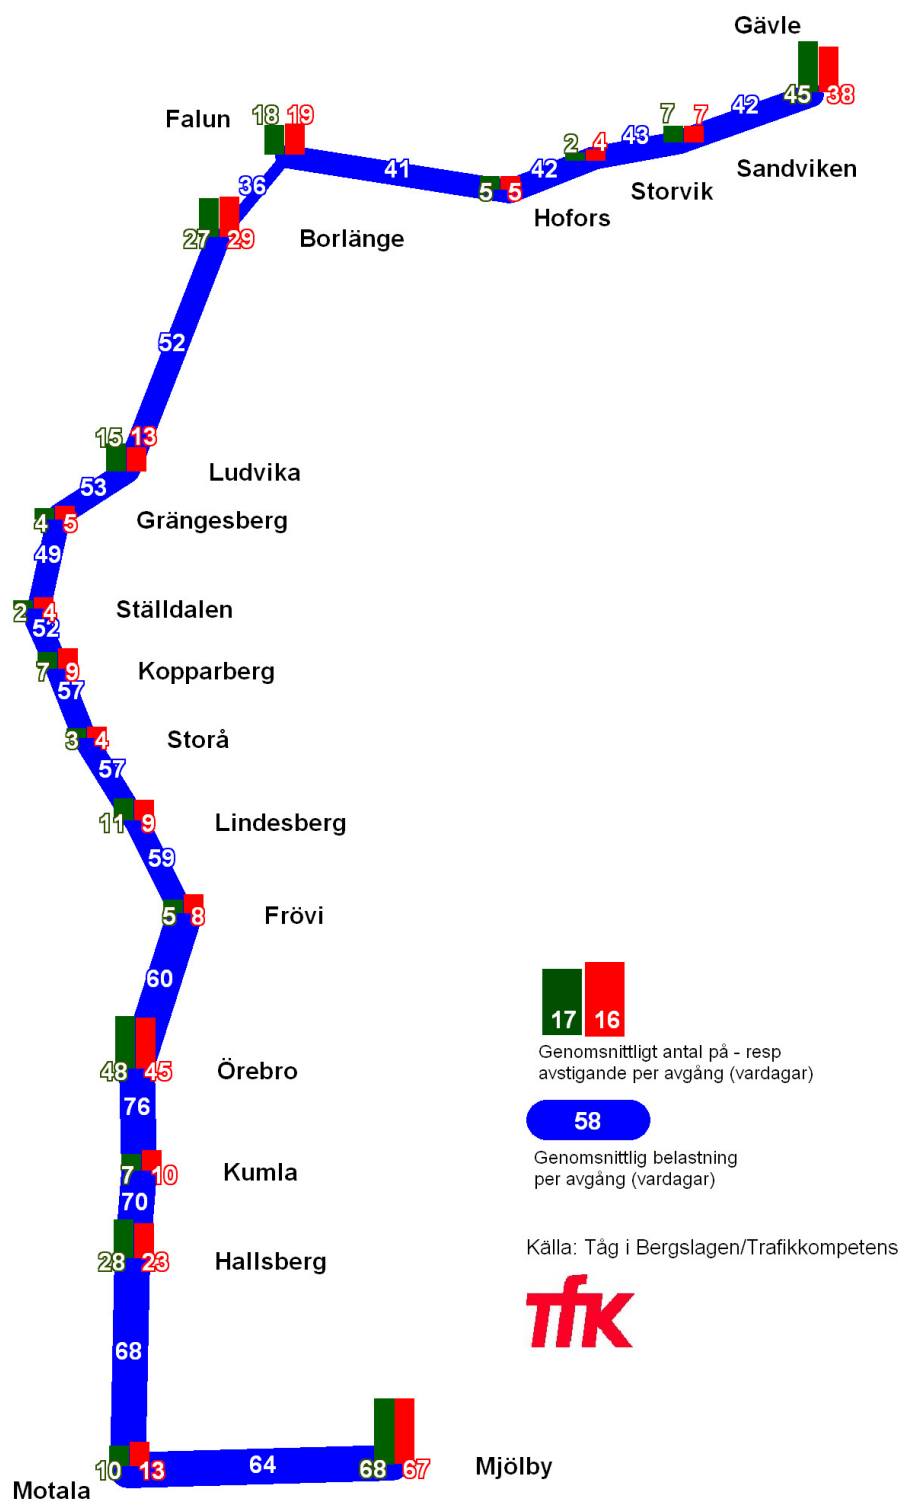 Gävle
45 38
42
Sandviken
7 7
43
Storvik
2 4
42
Hofors
5 5
41
Falun
18 19
36
Borlänge
27 29
52
15 13
Ludvika
53
4 5
Grängesberg
49
2 4
Ställdalen
52
7 9
Kopparberg
57
3 4
Storå
57
11 9
Lindesberg
59
5 8
Frövi
60
48 45
Örebro
76
7 10
Kumla
70
28 23
Hallsberg
68
10 13
Motala
64
68 67
Mjölby
17 16
Genomsnittligt antal på - resp
avstigande per avgång (vardagar)
58
Genomsnittlig belastning
per avgång (vardagar)
Källa: Tåg i Bergslagen/Trafikkompetens
TfK